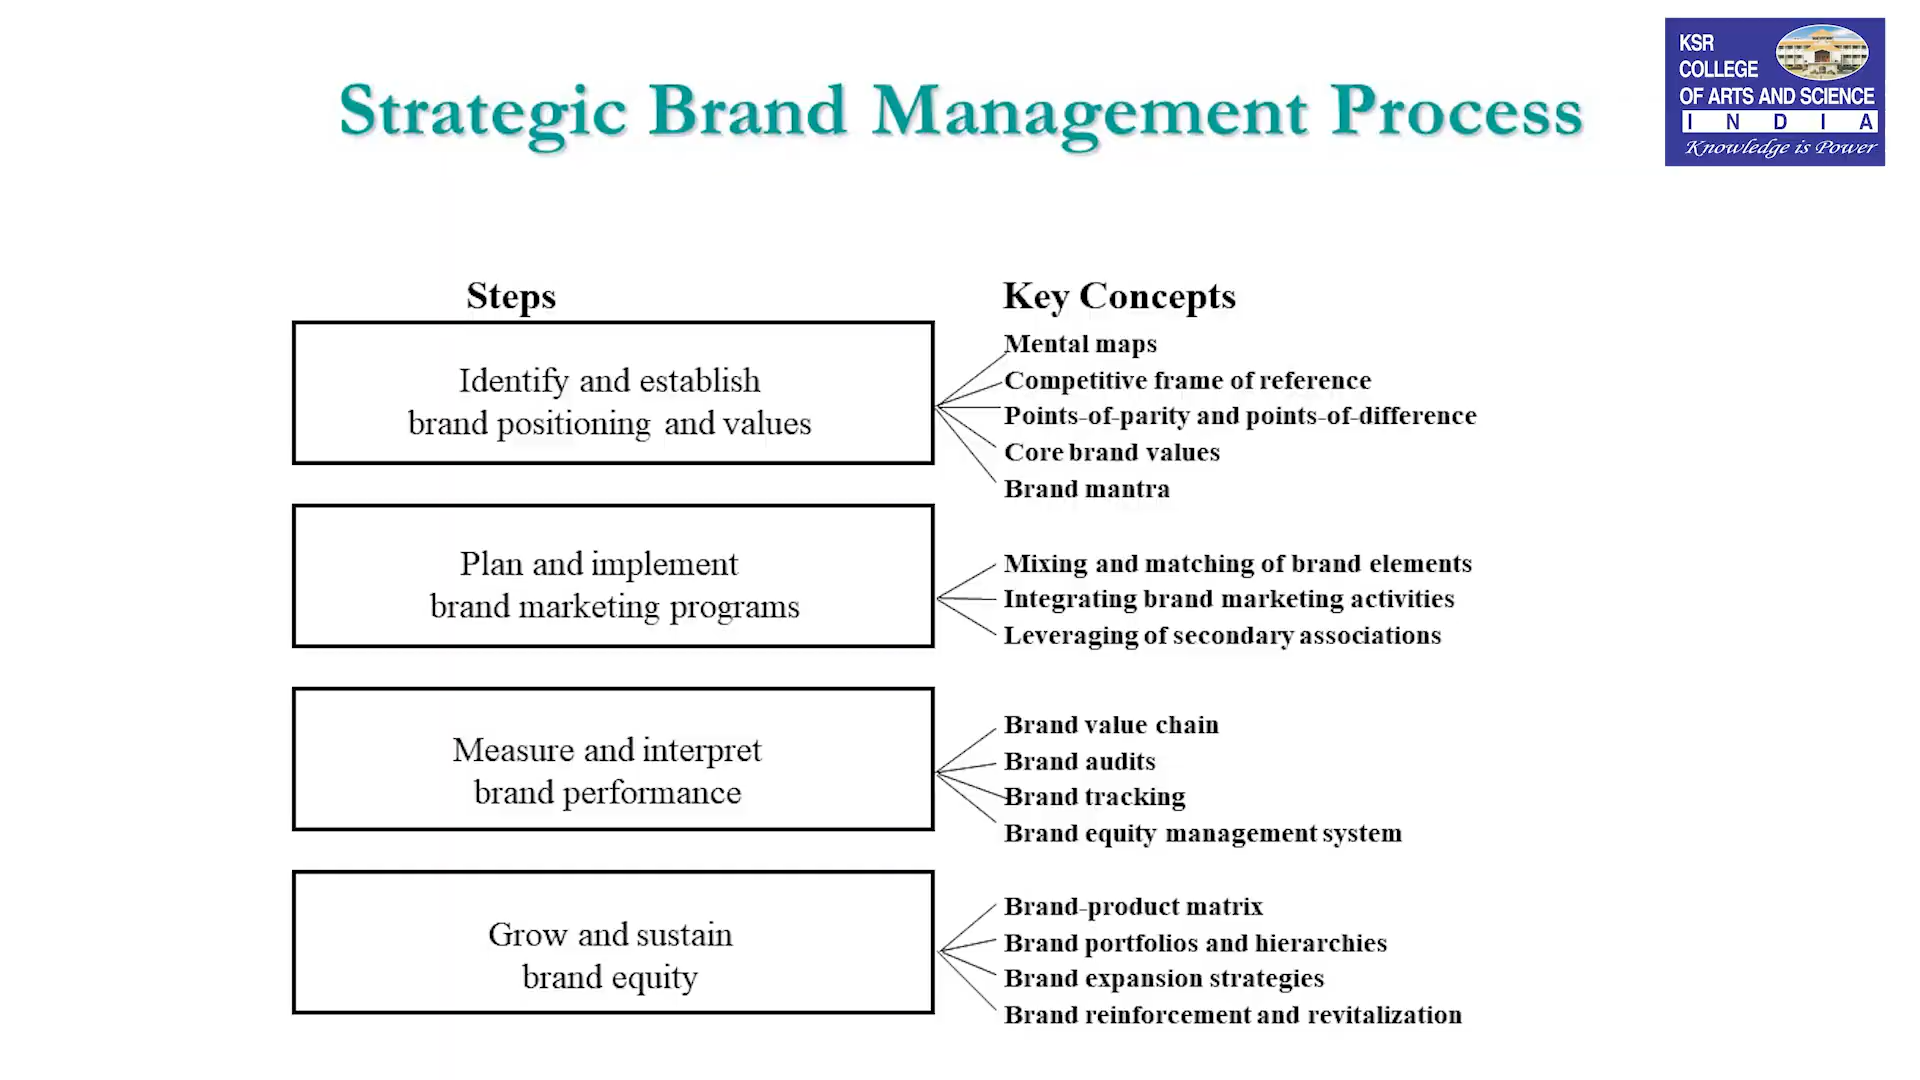 Strategic Brand Management Process
KSR
COLLEGE
OF ARTS AND SCIENCE
I N D I A
Knowledge is Power
Steps
Key Concepts
Identify and establish
brand positioning and values
Mental maps
Competitive frame of reference
Points-of-parity and points-of-difference
Core brand values
Brand mantra
Plan and implement
brand marketing programs
Mixing and matching of brand elements
Integrating brand marketing activities
Leveraging of secondary associations
Measure and interpret
brand performance
Brand value chain
Brand audits
Brand tracking
Brand equity management system
Grow and sustain
brand equity
Brand-product matrix
Brand portfolios and hierarchies
Brand expansion strategies
Brand reinforcement and revitalization